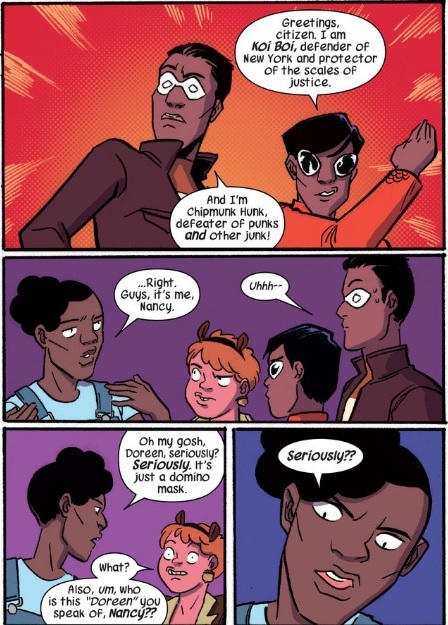 Greetings,
citizen. I am
Koi Boi, defender of
New York and protector
of the scales of
justice.
And I'm
Chipmunk Hunk,
defeater of punks
and other junk!
...Right.
Guys, it's me,
Nancy.
Uhhh--
Oh my gosh,
Doreen, seriously?
Seriously. It's
just a domino
mask.
What?
Also, um, who
is this "Doreen" you
speak of, Nancy??
Seriously??